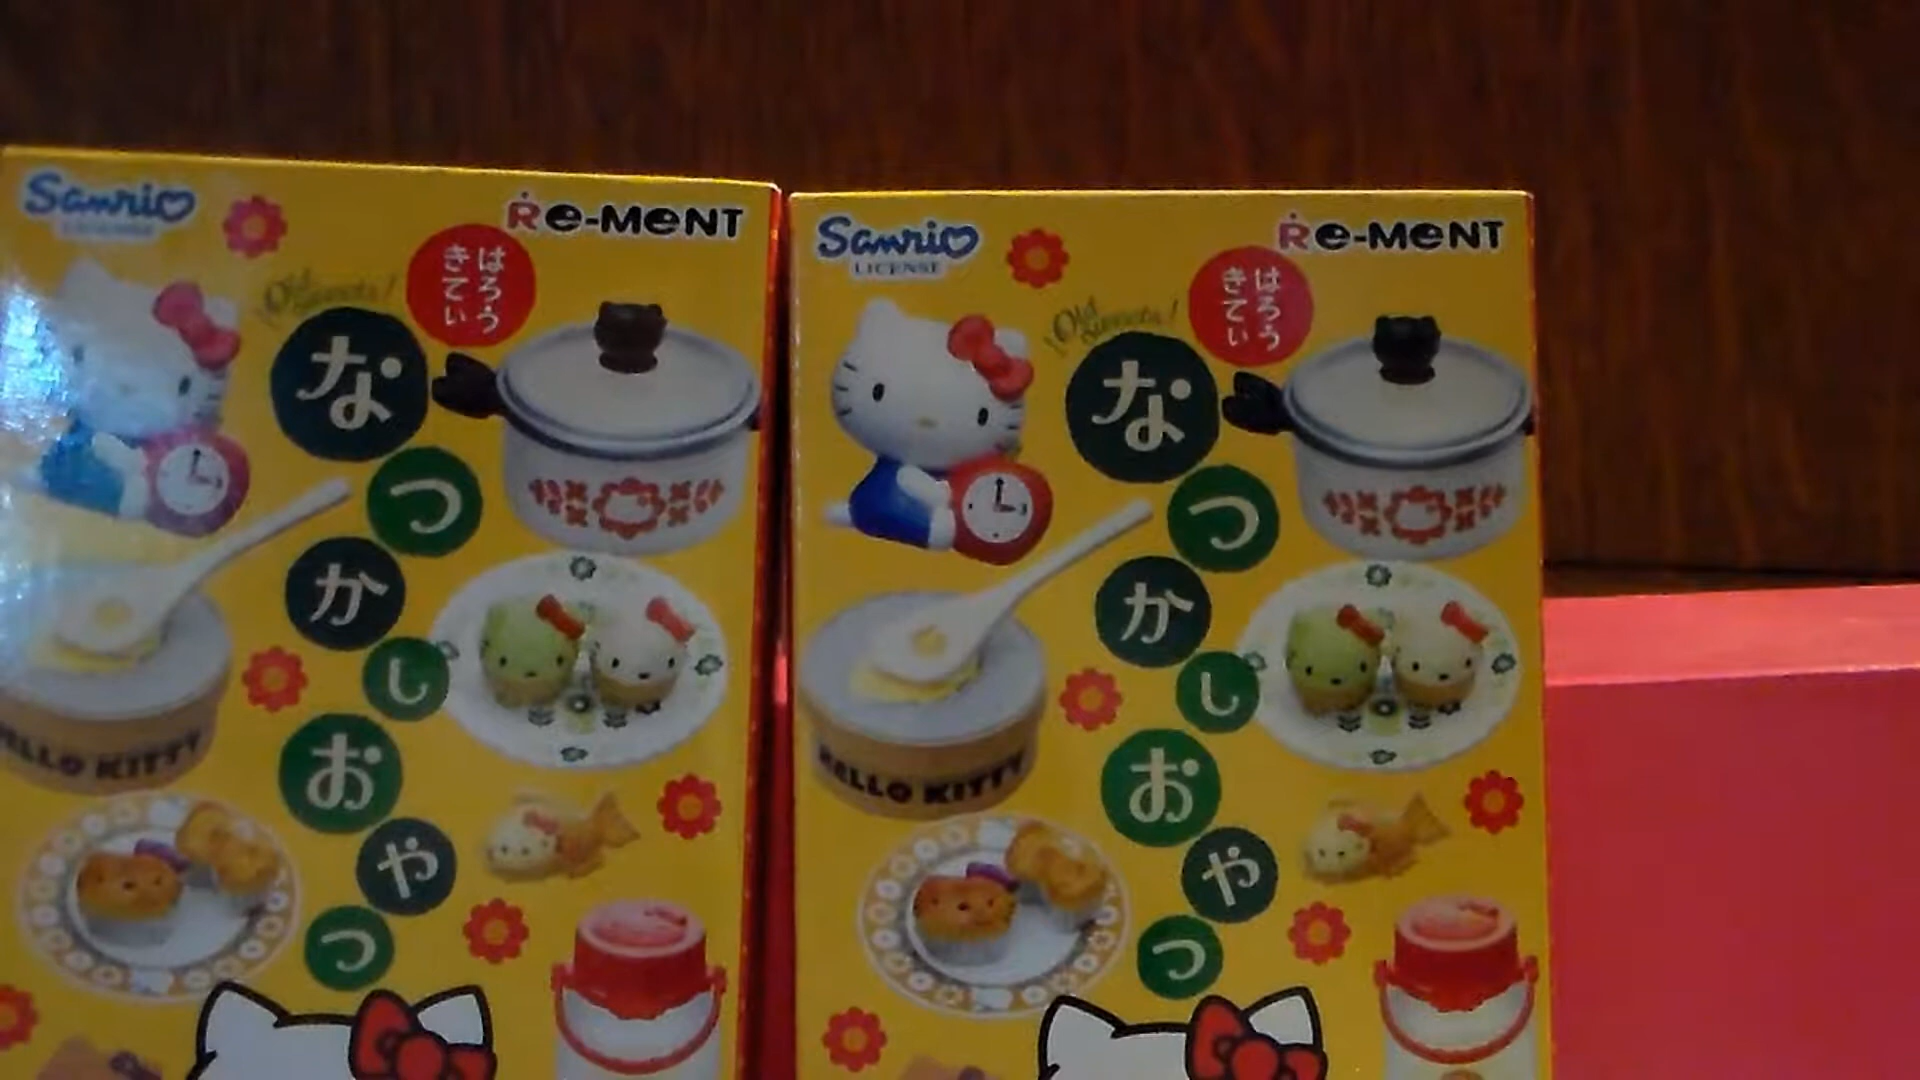 Sanrio
LICENSE
Re-MENT
Old Sweets!
はろう
きてい
なつかしおやつ
HELLO KITTY
Sanrio
LICENSE
Re-MENT
Old Sweets!
はろう
きてい
なつかしおやつ
HELLO KITTY